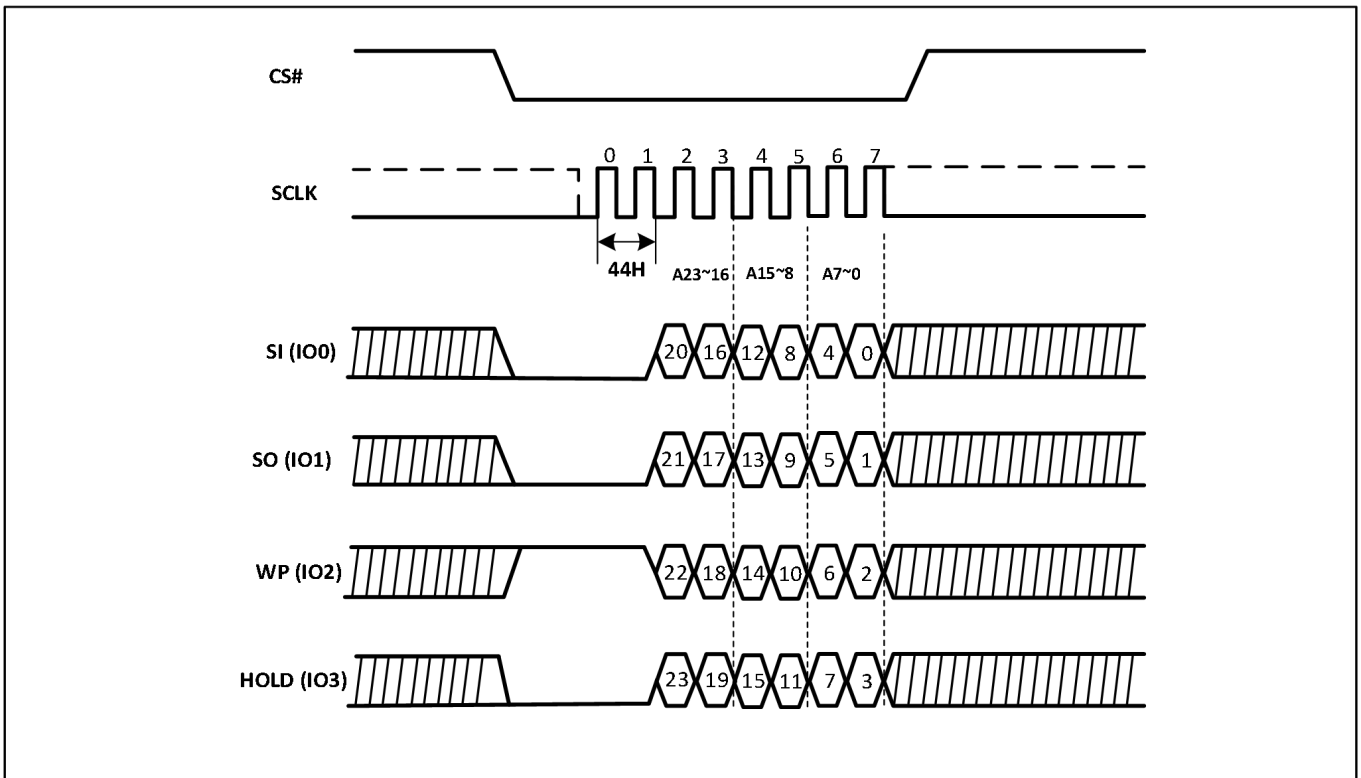 CS#
0 1 2 3 4 5 6 7
SCLK
44H A23~16 A15~8 A7~0
SI (IO0) 20 16 12 8 4 0
SO (IO1) 21 17 13 9 5 1
WP (IO2) 22 18 14 10 6 2
HOLD (IO3) 23 19 15 11 7 3